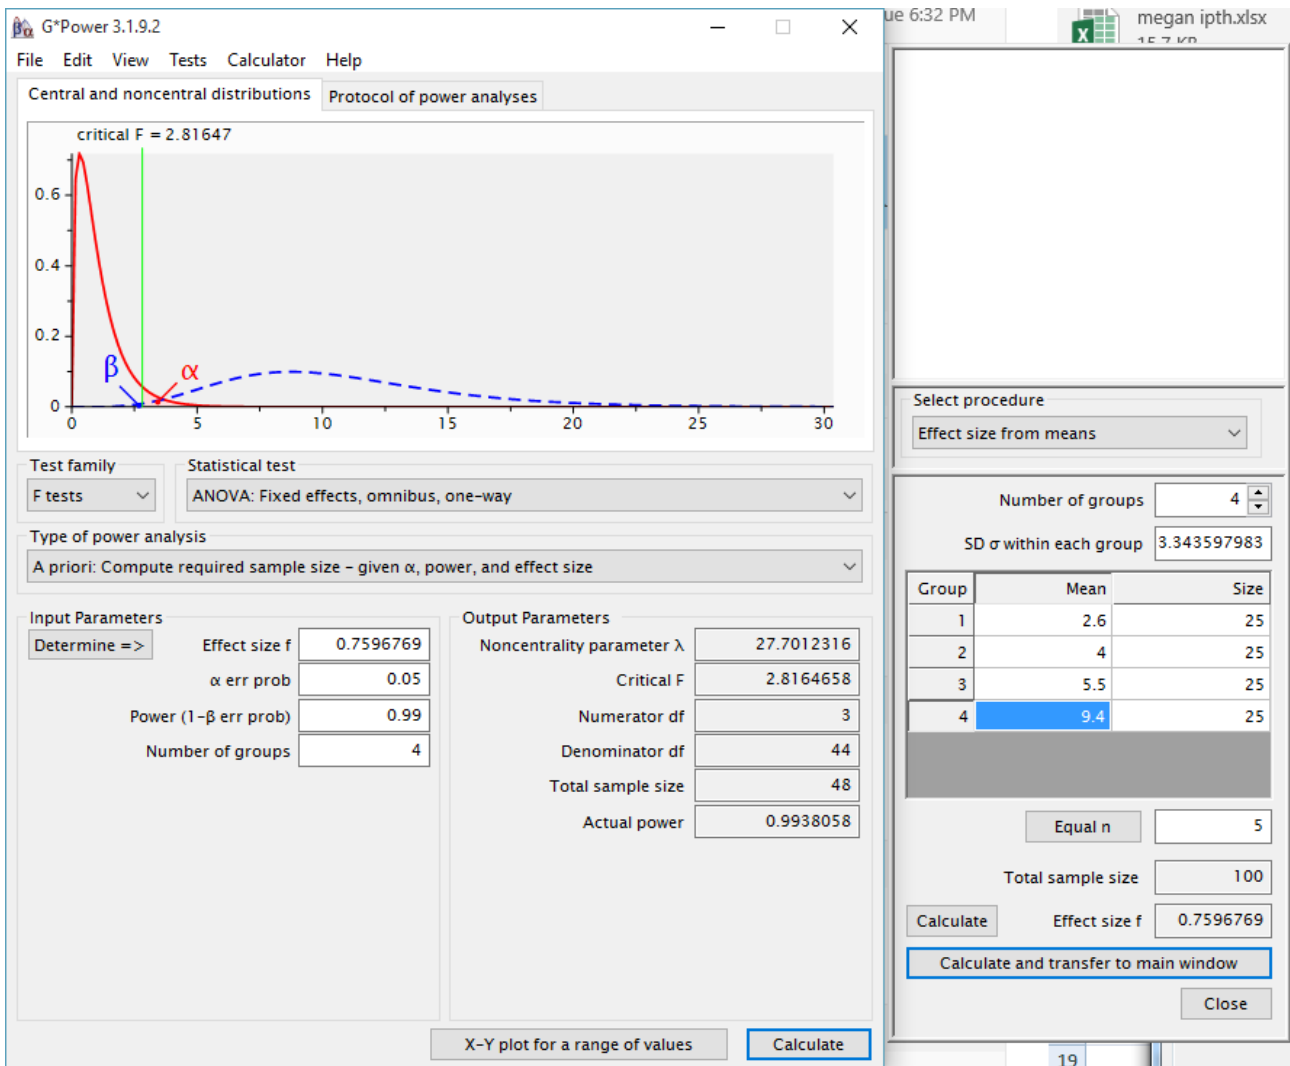 G*Power 3.1.9.2
File Edit View Tests Calculator Help
Central and noncentral distributions Protocol of power analyses
critical F = 2.81647
0.6
0.4
0.2
0
β
α
0 5 10 15 20 25 30
Test family
F tests
Statistical test
ANOVA: Fixed effects, omnibus, one-way
Type of power analysis
A priori: Compute required sample size - given α, power, and effect size
Input Parameters
Determine =>
Effect size f 0.7596769
α err prob 0.05
Power (1-β err prob) 0.99
Number of groups 4
Output Parameters
Noncentrality parameter λ 27.7012316
Critical F 2.8164658
Numerator df 3
Denominator df 44
Total sample size 48
Actual power 0.9938058
X-Y plot for a range of values
Calculate
ue 6:32 PM
megan ipth.xlsx
15.7 KB
Select procedure
Effect size from means
Number of groups 4
SD σ within each group 3.343597983
Group Mean Size
1 2.6 25
2 4 25
3 5.5 25
4 9.4 25
Equal n 5
Total sample size 100
Calculate Effect size f 0.7596769
Calculate and transfer to main window
Close
19